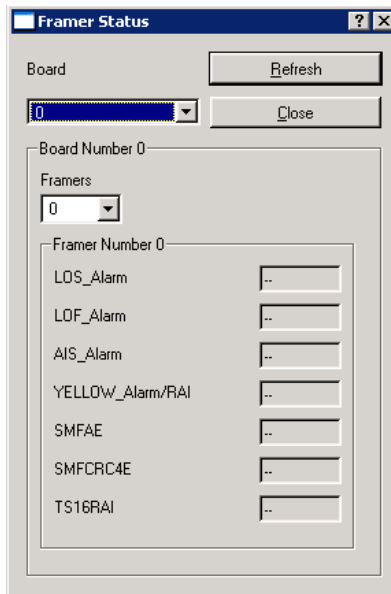 Framer Status
Board
Refresh
0
Close
Board Number 0
Framers
0
Framer Number 0
LOS_Alarm --
LOF_Alarm --
AIS_Alarm --
YELLOW_Alarm/RAI --
SMFAE --
SMFCRC4E --
TS16RAI --